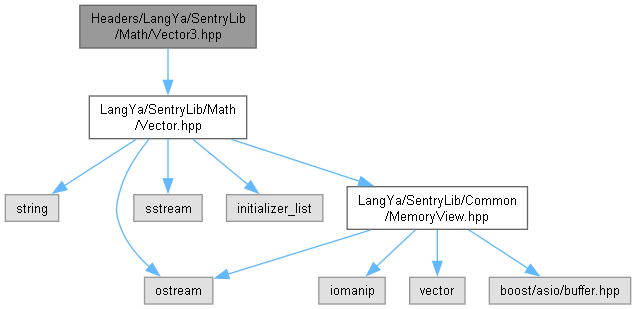 Headers/LangYa/SentryLib
/Math/Vector3.hpp
LangYa/SentryLib/Math
/Vector.hpp
string
sstream
initializer_list
LangYa/SentryLib/Common
/MemoryView.hpp
ostream
iomanip
vector
boost/asio/buffer.hpp